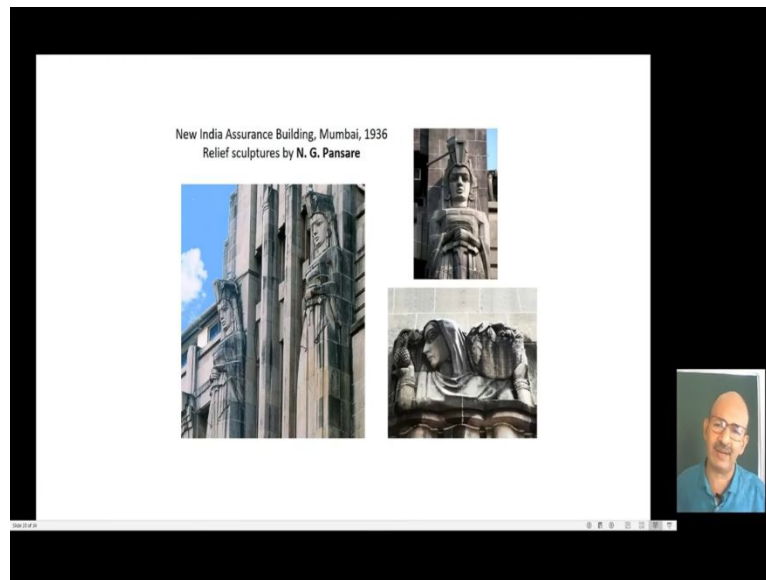 New India Assurance Building, Mumbai, 1936
Relief sculptures by N. G. Pansare